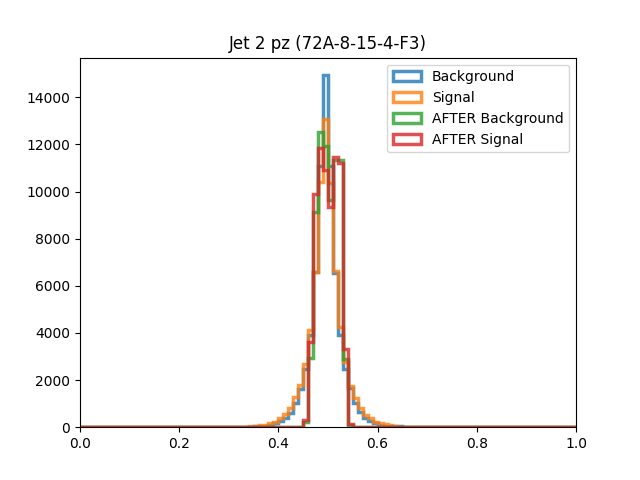 Jet 2 pz (72A-8-15-4-F3)
Background
Signal
AFTER Background
AFTER Signal
14000
12000
10000
8000
6000
4000
2000
0
0.0 0.2 0.4 0.6 0.8 1.0